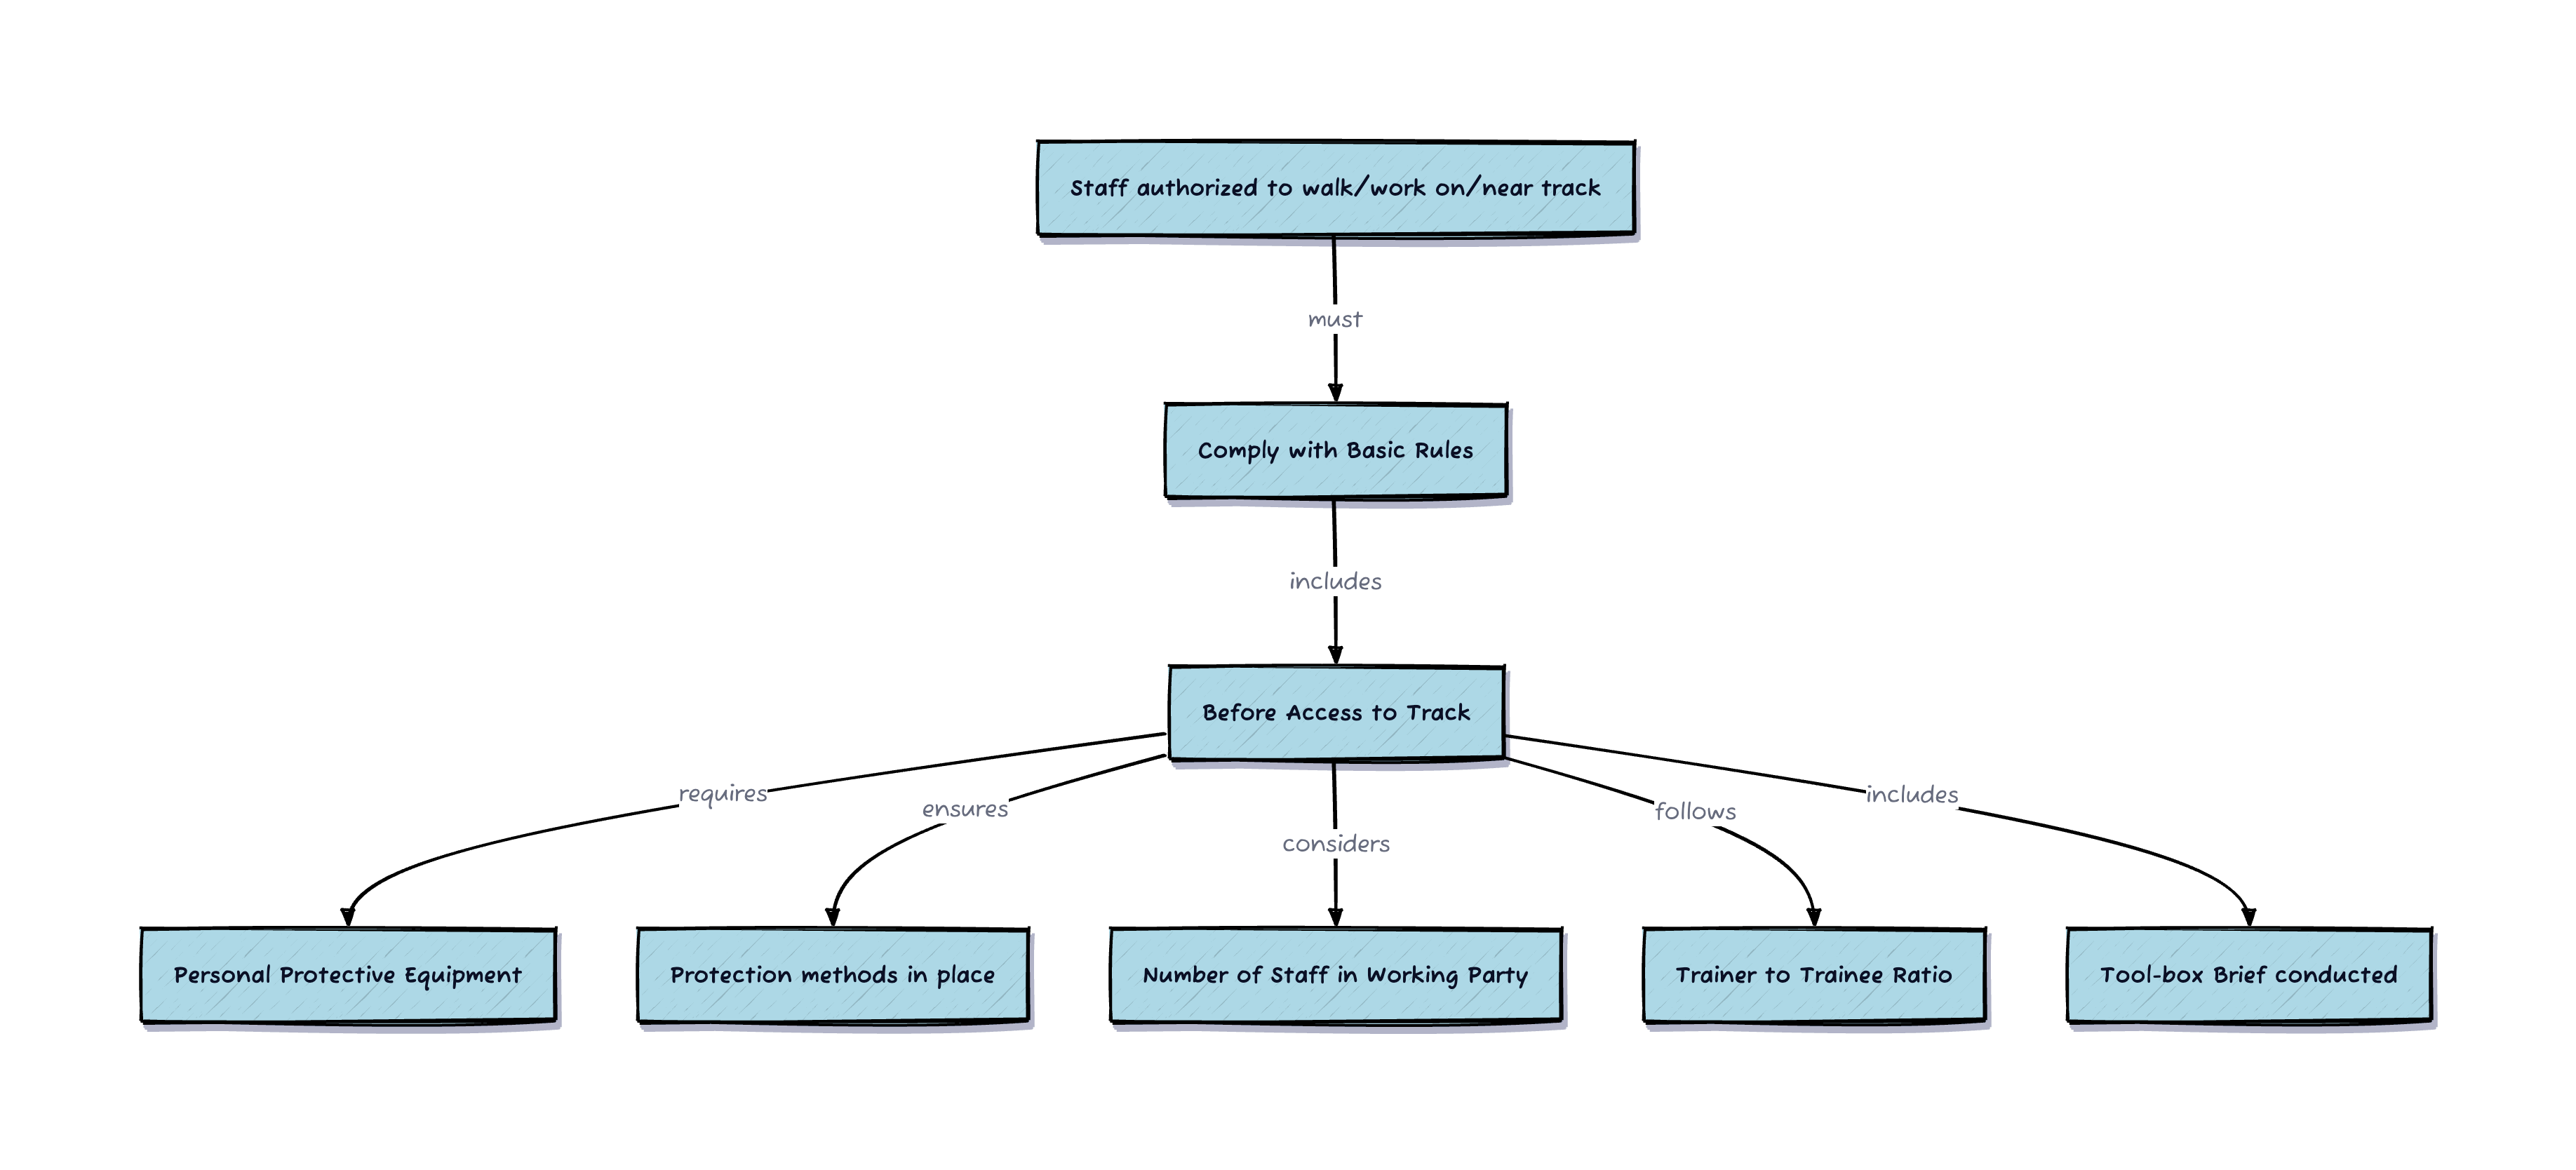 Staff authorized to walk/work on/near track
must
Comply with Basic Rules
includes
Before Access to Track
requires
ensures
considers
follows
includes
Personal Protective Equipment
Protection methods in place
Number of Staff in Working Party
Trainer to Trainee Ratio
Tool-box Brief conducted